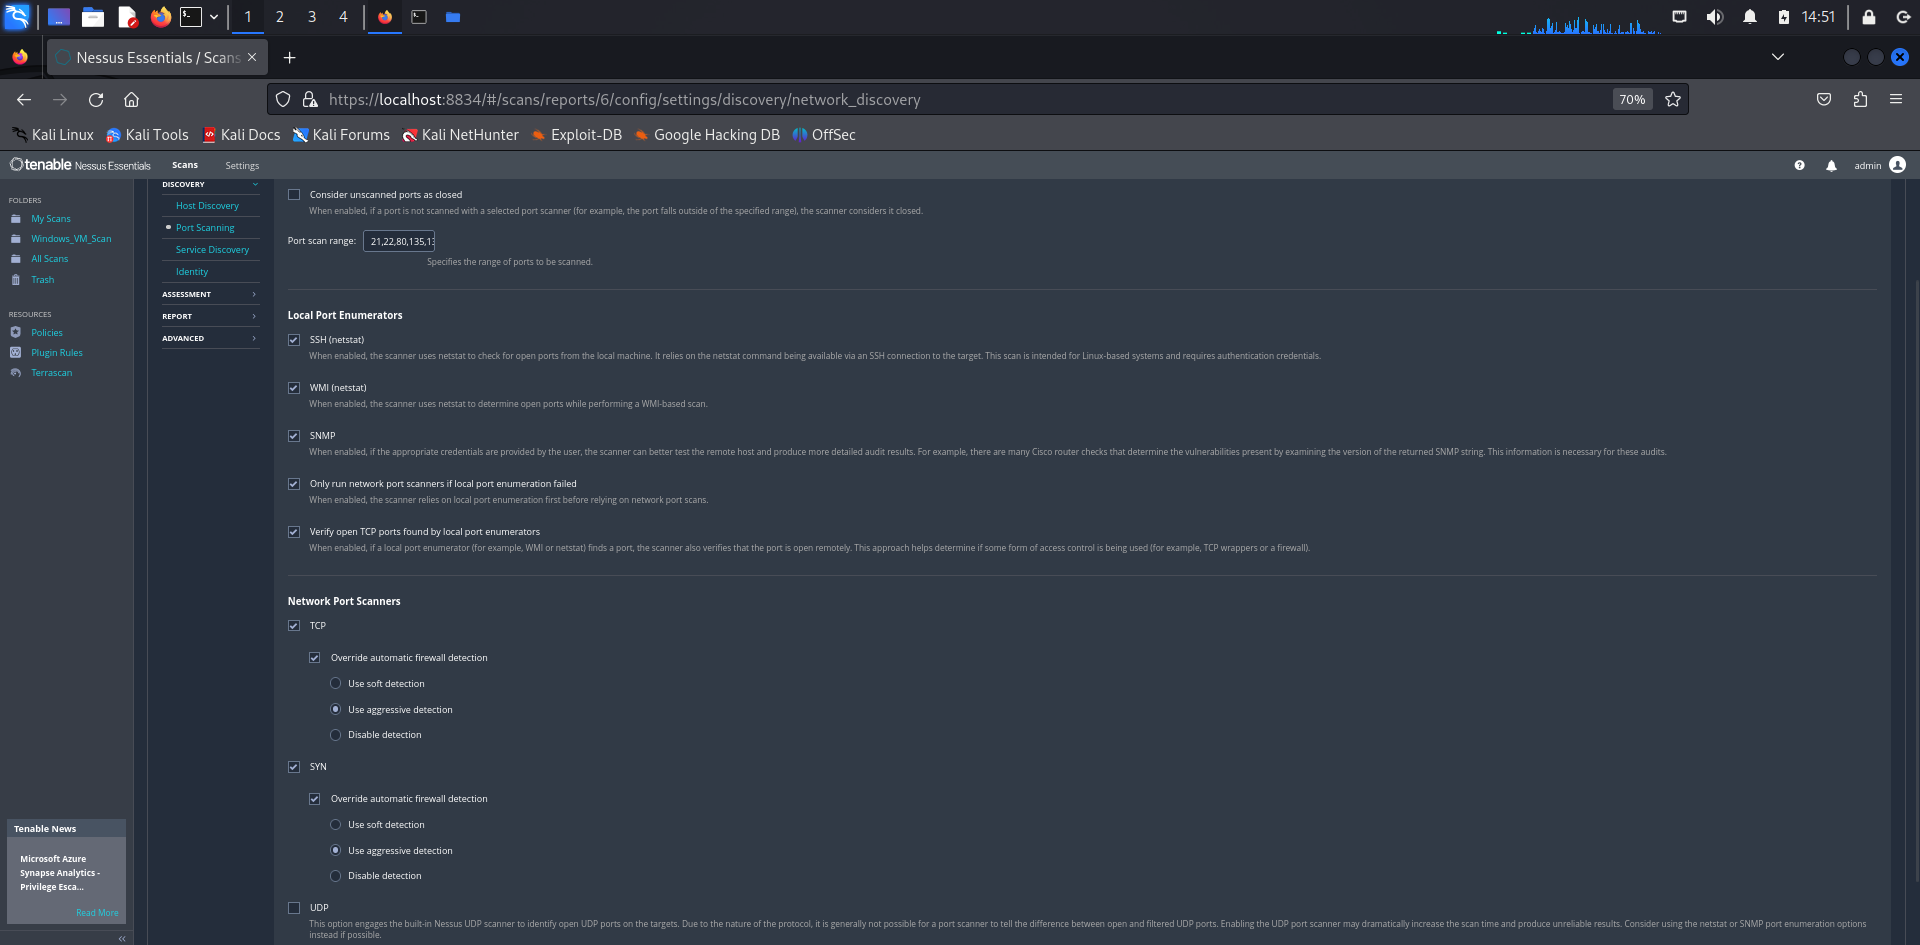 1 2 3 4 14:51
Nessus Essentials / Scans
https://localhost:8834/#/scans/reports/6/config/settings/discovery/network_discovery 70%
Kali Linux Kali Tools Kali Docs Kali Forums Kali NetHunter Exploit-DB Google Hacking DB OffSec
tenable Nessus Essentials Scans Settings admin
FOLDERS
My Scans
Windows_VM_Scan
All Scans
Trash
RESOURCES
Policies
Plugin Rules
Terrascan
Tenable News
Microsoft Azure
Synapse Analytics -
Privilege Esca...
Read More
DISCOVERY
Host Discovery
Port Scanning
Service Discovery
Identity
ASSESSMENT
REPORT
ADVANCED
Consider unscanned ports as closed
When enabled, if a port is not scanned with a selected port scanner (for example, the port falls outside of the specified range), the scanner considers it closed.
Port scan range: 21,22,80,135,13
Specifies the range of ports to be scanned.
Local Port Enumerators
SSH (netstat)
When enabled, the scanner uses netstat to check for open ports from the local machine. It relies on the netstat command being available via an SSH connection to the target. This scan is intended for Linux-based systems and requires authentication credentials.
WMI (netstat)
When enabled, the scanner uses netstat to determine open ports while performing a WMI-based scan.
SNMP
When enabled, if the appropriate credentials are provided by the user, the scanner can better test the remote host and produce more detailed audit results. For example, there are many Cisco router checks that determine the vulnerabilities present by examining the version of the returned SNMP string. This information is necessary for these audits.
Only run network port scanners if local port enumeration failed
When enabled, the scanner relies on local port enumeration first before relying on network port scans.
Verify open TCP ports found by local port enumerators
When enabled, if a local port enumerator (for example, WMI or netstat) finds a port, the scanner also verifies that the port is open remotely. This approach helps determine if some form of access control is being used (for example, TCP wrappers or a firewall).
Network Port Scanners
TCP
Override automatic firewall detection
Use soft detection
Use aggressive detection
Disable detection
SYN
Override automatic firewall detection
Use soft detection
Use aggressive detection
Disable detection
UDP
This option engages the built-in Nessus UDP scanner to identify open UDP ports on the targets. Due to the nature of the protocol, it is generally not possible for a port scanner to tell the difference between open and filtered UDP ports. Enabling the UDP port scanner may dramatically increase the scan time and produce unreliable results. Consider using the netstat or SNMP port enumeration options
instead if possible.